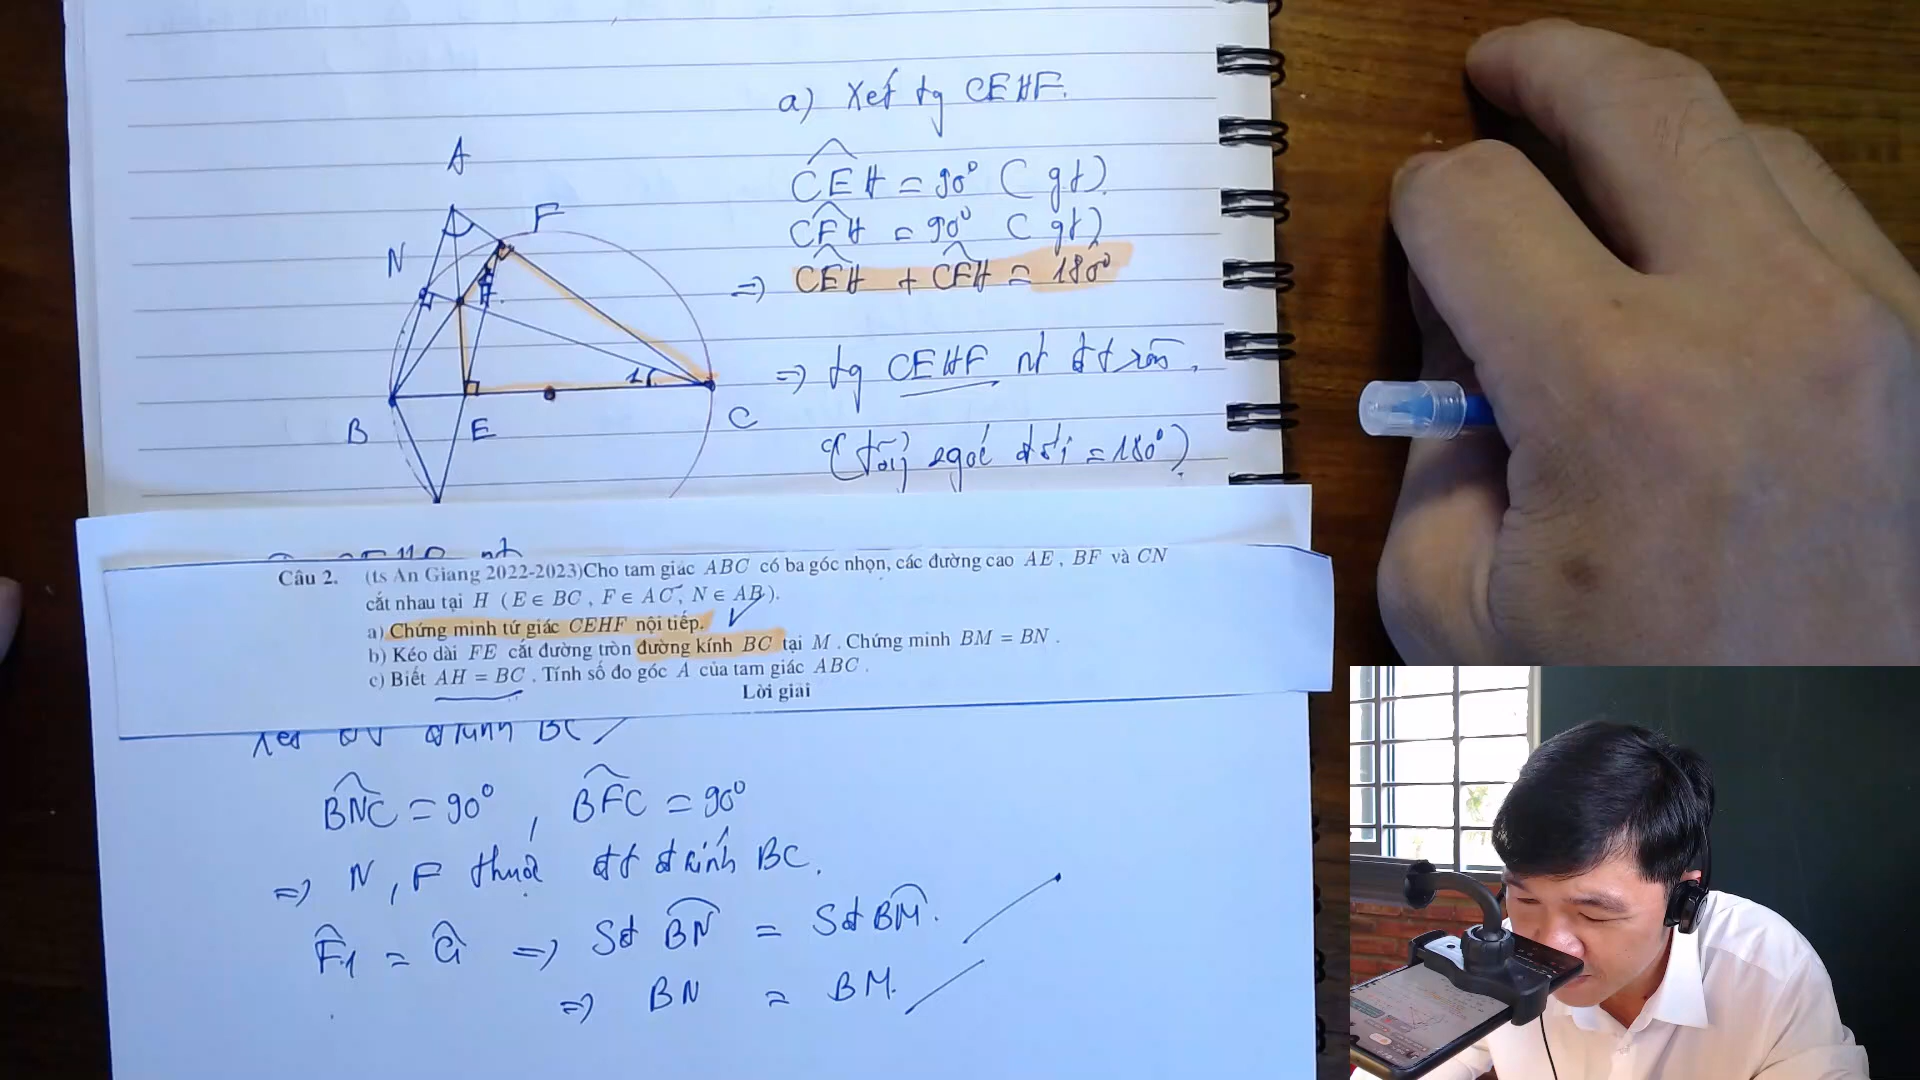 a) Xét tg CEHF.
CEH = 90° ( gt).
CFH = 90° ( gt)
=> CEH + CFH = 180°
=> tg CEHF nt đt tròn.
( tổng 2 góc đối = 180° )
A
F
N
H
1
B
E
C
Câu 2. (ts An Giang 2022-2023)Cho tam giác ABC có ba góc nhọn, các đường cao AE , BF và CN
cắt nhau tại H ( E ∈ BC , F ∈ AC , N ∈ AB ).
a) Chứng minh tứ giác CEHF nội tiếp.
b) Kéo dài FE cắt đường tròn đường kính BC tại M . Chứng minh BM = BN .
c) Biết AH = BC . Tính số đo góc A của tam giác ABC .
Lời giải
BC
BNC = 90° , BFC = 90°
=> N , F thuộc đt đkính BC.
F1 = C1 => Sđ BN = Sđ BM.
=> BN = BM.